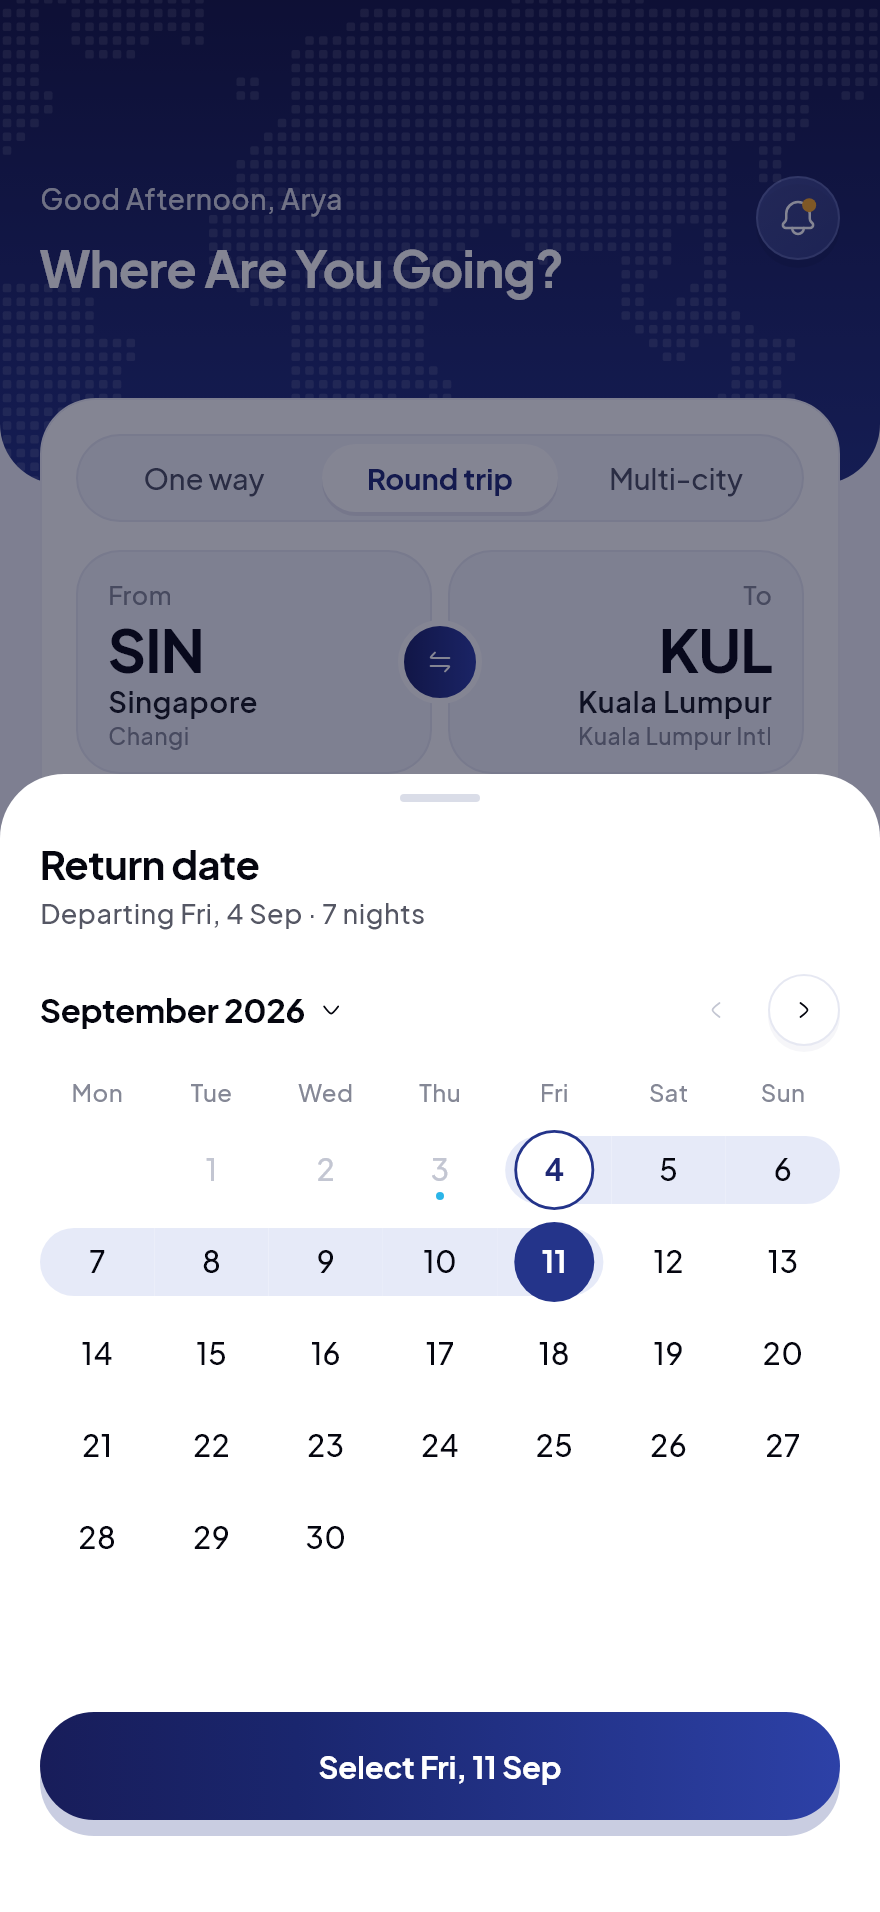 Good Afternoon, Arya
Where Are You Going?
One way Round trip Multi-city
From To
SIN KUL
Singapore Kuala Lumpur
Changi Kuala Lumpur Intl
Return date
Departing Fri, 4 Sep · 7 nights
September 2026
Mon Tue Wed Thu Fri Sat Sun
1 2 3 4 5 6
7 8 9 10 11 12 13
14 15 16 17 18 19 20
21 22 23 24 25 26 27
28 29 30
Select Fri, 11 Sep